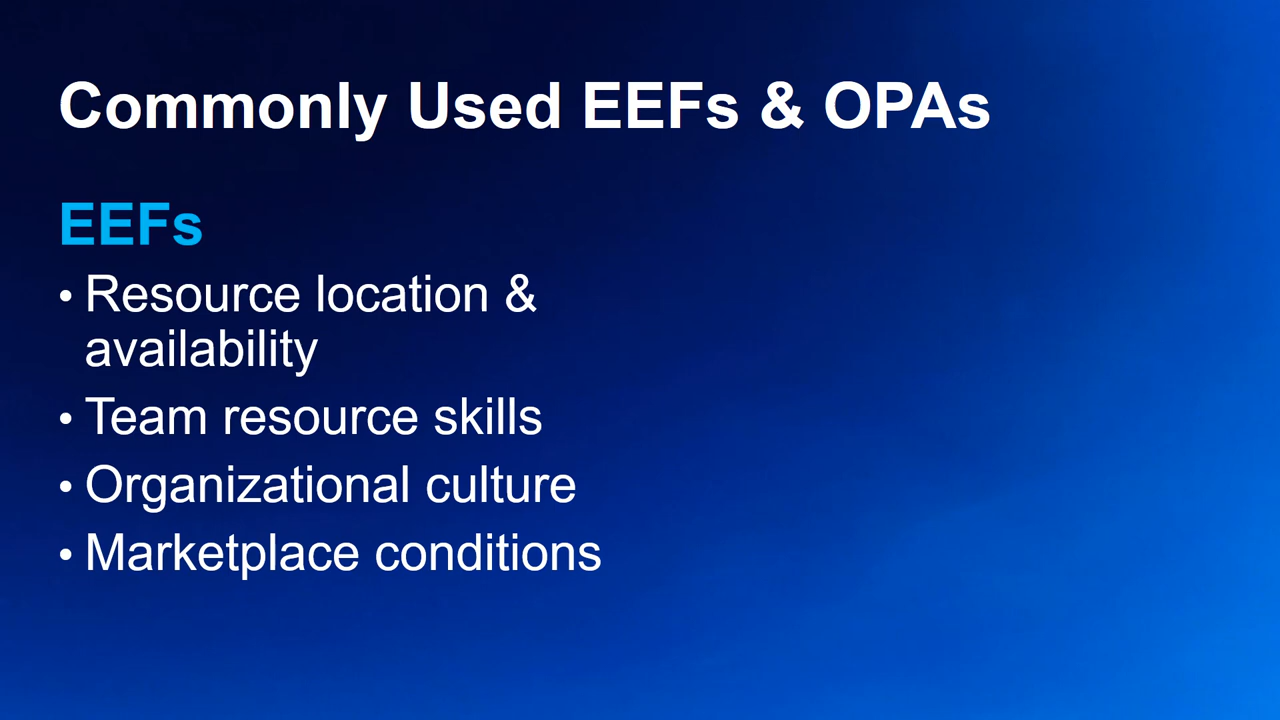 Commonly Used EEFs & OPAs
EEFs
• Resource location &
availability
• Team resource skills
• Organizational culture
• Marketplace conditions